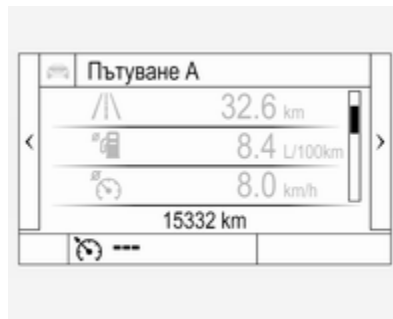 Пътуване A
32.6 km
ø 8.4 L/100km
ø 8.0 km/h
15332 km
---